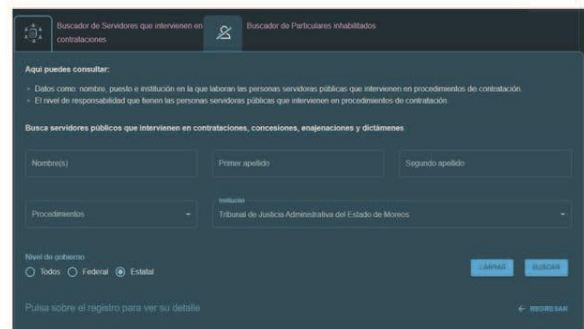 Buscador de Servidores que intervienen en
contrataciones
Buscador de Particulares inhabilitados
Aquí puedes consultar:
Datos como: nombre, puesto e institución en la que laboran las personas servidoras públicas que intervienen en procedimientos de contratación
El nivel de responsabilidad que tienen las personas servidoras públicas que intervienen en procedimientos de contratación.
Busca servidores públicos que intervienen en contrataciones, concesiones, enajenaciones y dictámenes
Nombre(s)
Primer apellido
Segundo apellido
Institución
Procedimientos
Tribunal de Justicia Administrativa del Estado de Moreos
Nivel de gobierno
Todos
Federal
Estatal
LIMPIAR
BUSCAR
Pulsa sobre el registro para ver su detalle
REGRESAR